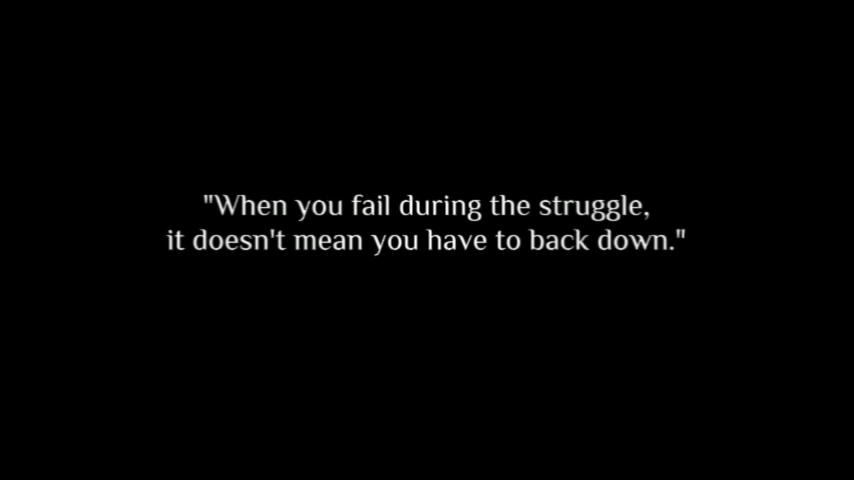 "When you fail during the struggle,
it doesn't mean you have to back down."